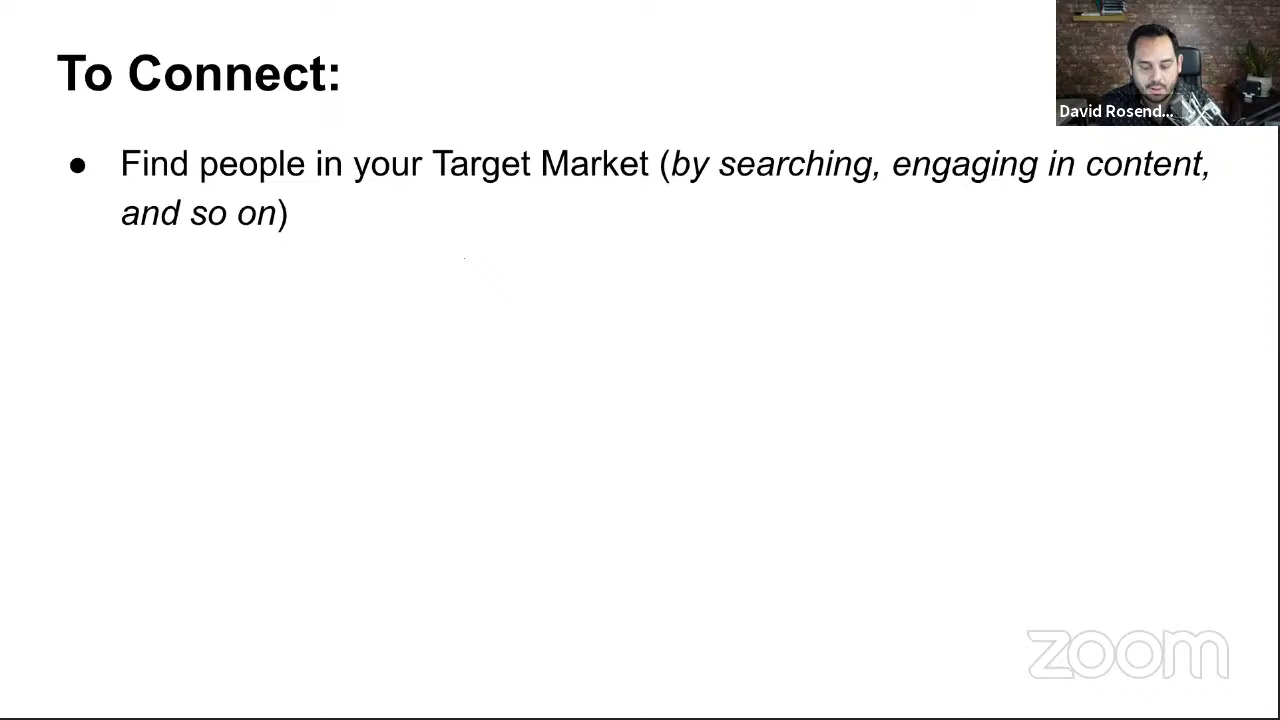 To Connect:
● Find people in your Target Market (by searching, engaging in content,
and so on)
David Rosend...
zoom